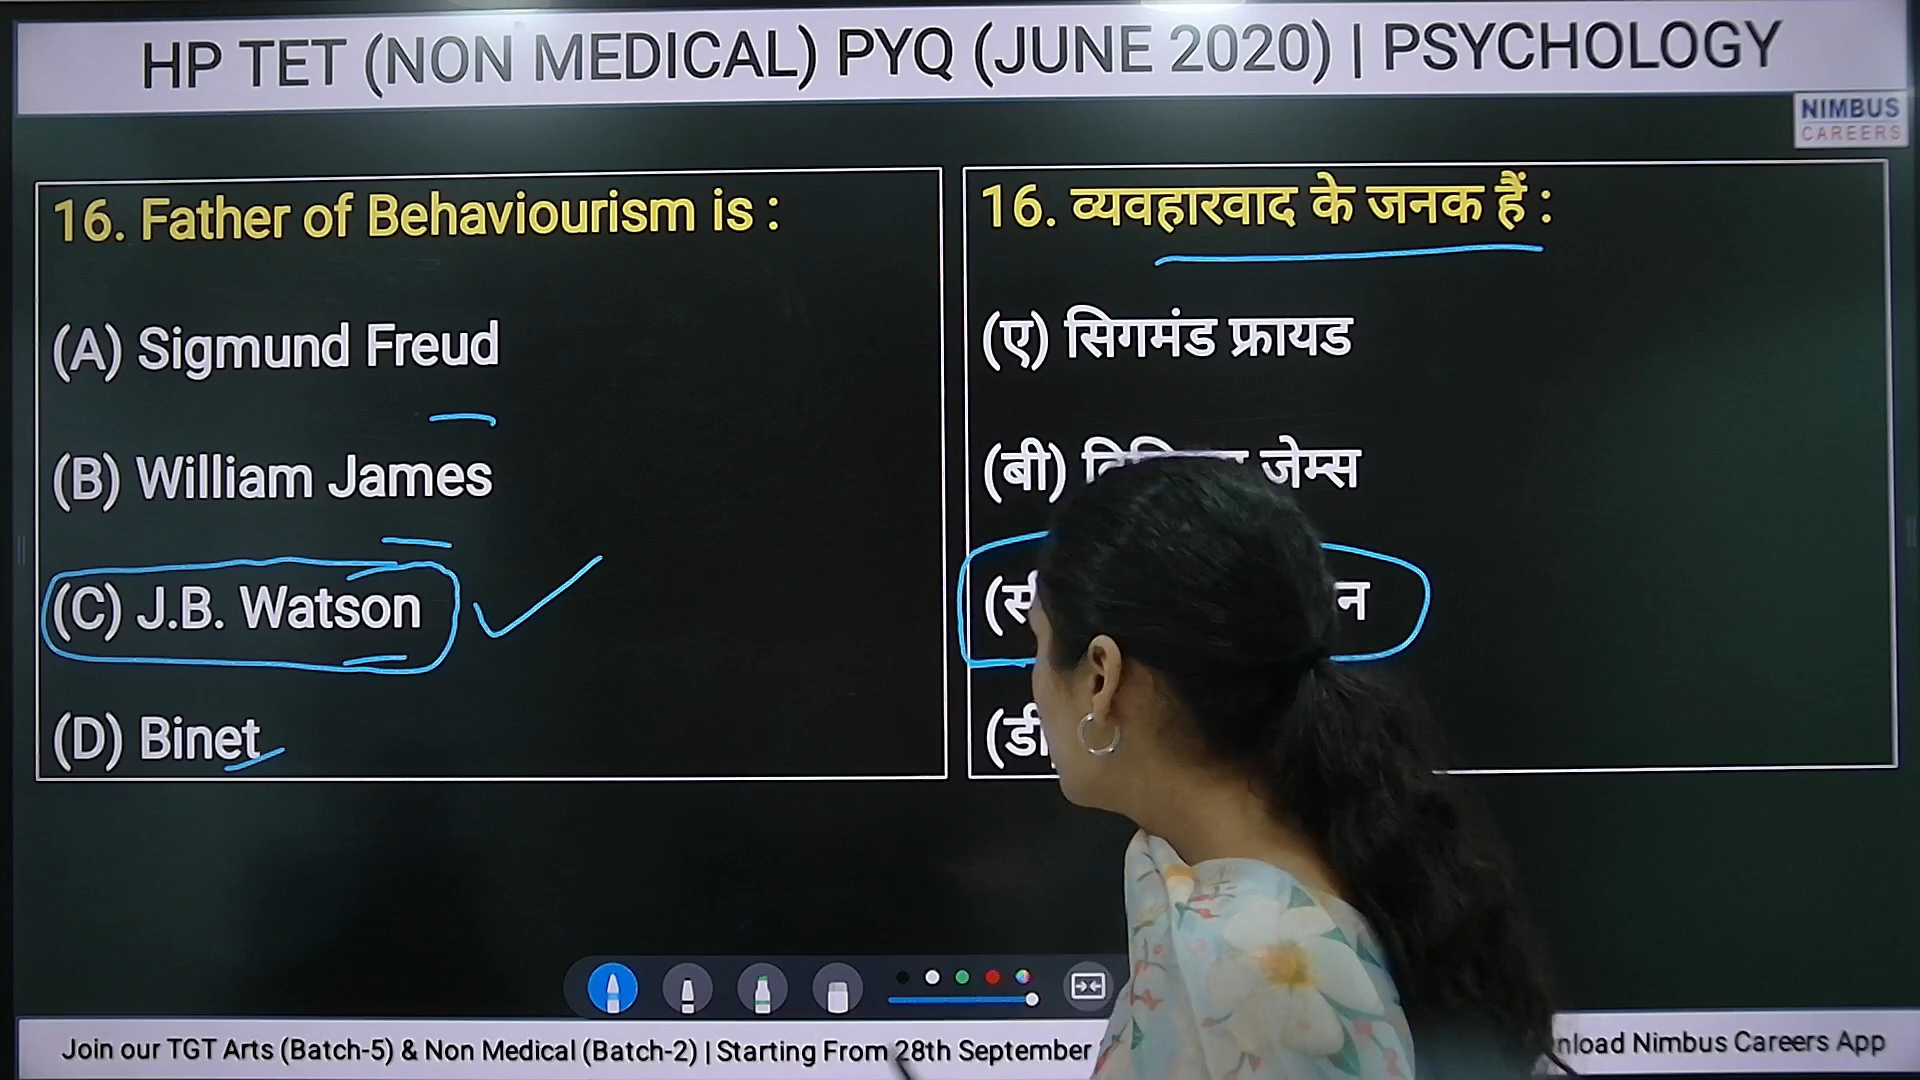 HP TET (NON MEDICAL) PYQ (JUNE 2020) | PSYCHOLOGY
NIMBUS
CAREERS
16. Father of Behaviourism is :
(A) Sigmund Freud
(B) William James
(C) J.B. Watson
(D) Binet
16. व्यवहारवाद के जनक हैं :
(ए) सिगमंड फ्रायड
(बी) जेम्स
Join our TGT Arts (Batch-5) & Non Medical (Batch-2) | Starting From 28th September
Nimbus Careers App